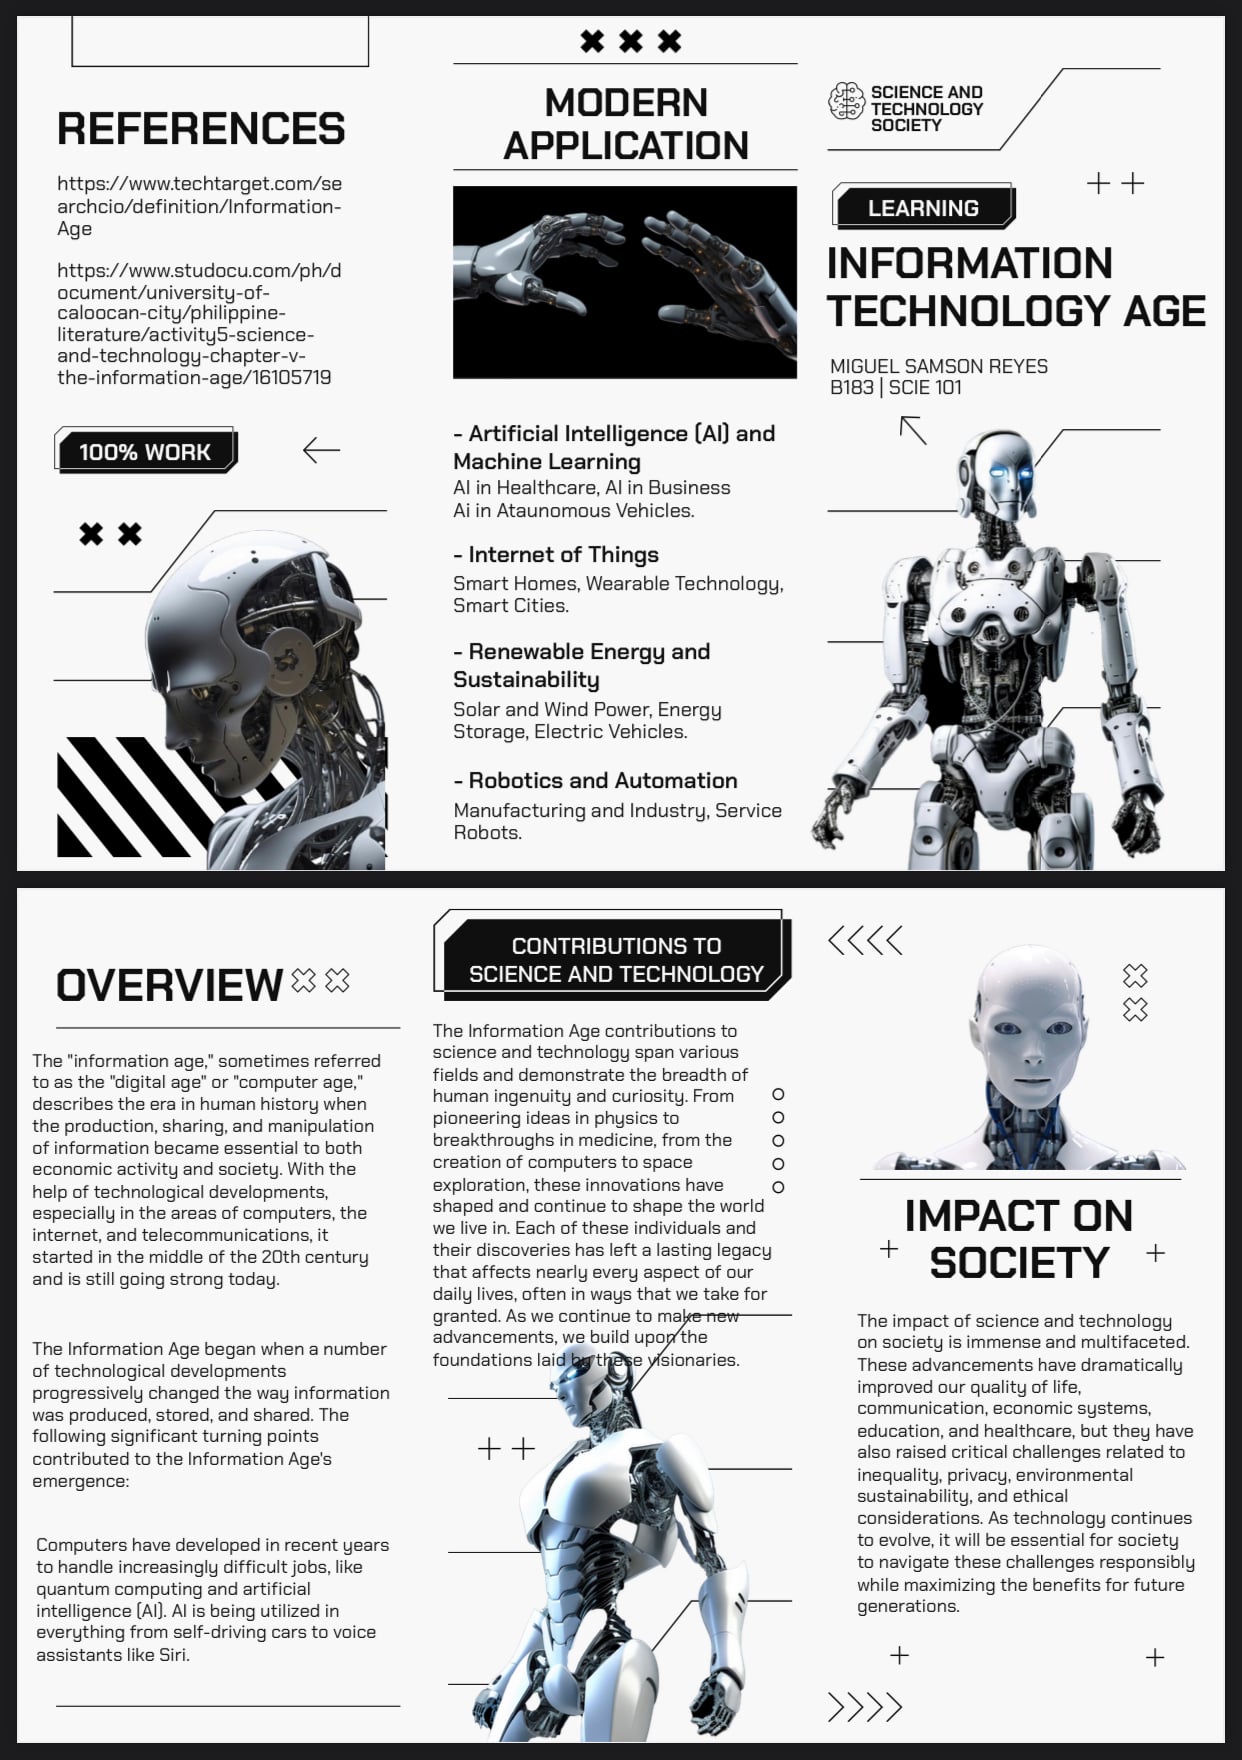 REFERENCES
https://www.techtarget.com/se
archcio/definition/Information-
Age
https://www.studocu.com/ph/d
ocument/university-of-
caloocan-city/philippine-
literature/activity5-science-
and-technology-chapter-v-
the-information-age/16105719
100% WORK
MODERN
APPLICATION
- Artificial Intelligence (AI) and
Machine Learning
AI in Healthcare, AI in Business
Ai in Ataunomous Vehicles.
- Internet of Things
Smart Homes, Wearable Technology,
Smart Cities.
- Renewable Energy and
Sustainability
Solar and Wind Power, Energy
Storage, Electric Vehicles.
- Robotics and Automation
Manufacturing and Industry, Service
Robots.
SCIENCE AND
TECHNOLOGY
SOCIETY
LEARNING
INFORMATION
TECHNOLOGY AGE
MIGUEL SAMSON REYES
B183 | SCIE 101
OVERVIEW
The "information age," sometimes referred
to as the "digital age" or "computer age,"
describes the era in human history when
the production, sharing, and manipulation
of information became essential to both
economic activity and society. With the
help of technological developments,
especially in the areas of computers, the
internet, and telecommunications, it
started in the middle of the 20th century
and is still going strong today.
The Information Age began when a number
of technological developments
progressively changed the way information
was produced, stored, and shared. The
following significant turning points
contributed to the Information Age's
emergence:
Computers have developed in recent years
to handle increasingly difficult jobs, like
quantum computing and artificial
intelligence (AI). AI is being utilized in
everything from self-driving cars to voice
assistants like Siri.
CONTRIBUTIONS TO
SCIENCE AND TECHNOLOGY
The Information Age contributions to
science and technology span various
fields and demonstrate the breadth of
human ingenuity and curiosity. From
pioneering ideas in physics to
breakthroughs in medicine, from the
creation of computers to space
exploration, these innovations have
shaped and continue to shape the world
we live in. Each of these individuals and
their discoveries has left a lasting legacy
that affects nearly every aspect of our
daily lives, often in ways that we take for
granted. As we continue to make new
advancements, we build upon the
foundations laid by these visionaries.
IMPACT ON
SOCIETY
The impact of science and technology
on society is immense and multifaceted.
These advancements have dramatically
improved our quality of life,
communication, economic systems,
education, and healthcare, but they have
also raised critical challenges related to
inequality, privacy, environmental
sustainability, and ethical
considerations. As technology continues
to evolve, it will be essential for society
to navigate these challenges responsibly
while maximizing the benefits for future
generations.